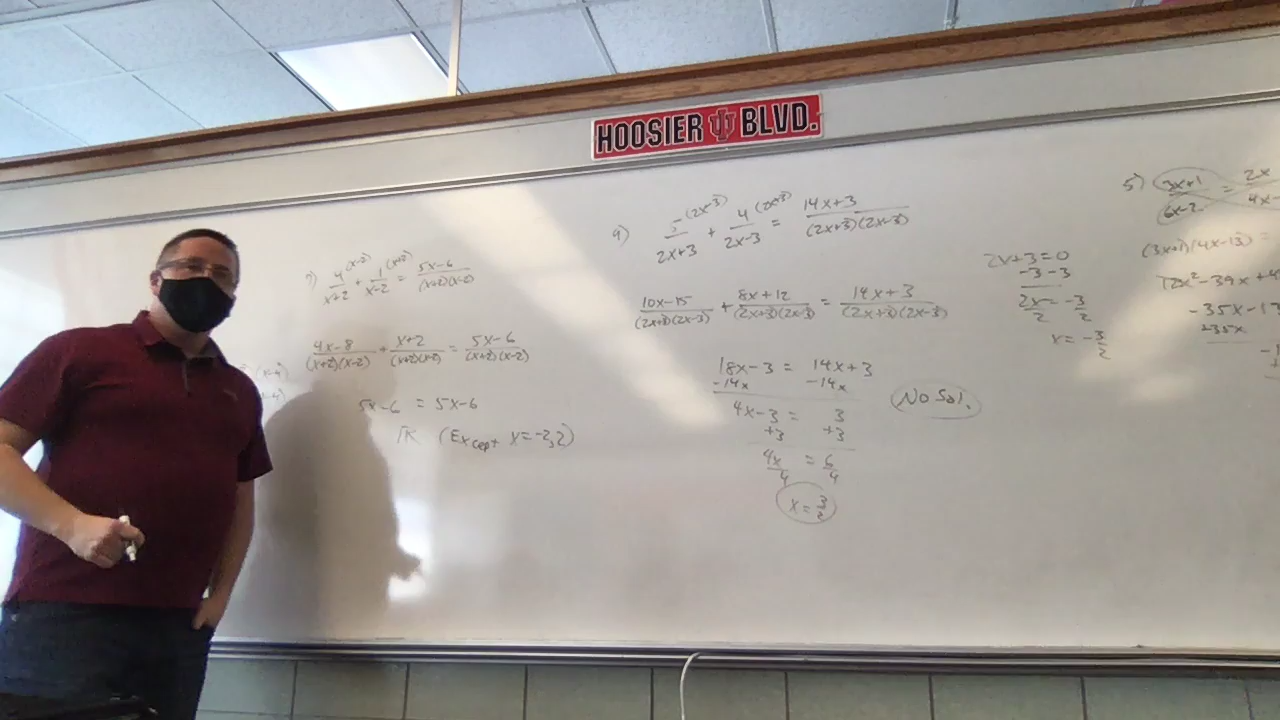 HOOSIER BLVD.
7) 4(x-2)/x+2 + 1(x+2)/x-2 = 5x-6/(x+2)(x-2)
4x-8/(x+2)(x-2) + x+2/(x+2)(x-2) = 5x-6/(x+2)(x-2)
5x-6 = 5x-6
ℝ (Except x=-2,2)
9) 5(2x-3)/2x+3 + 4(2x+3)/2x-3 = 14x+3/(2x+3)(2x-3)
10x-15/(2x+3)(2x-3) + 8x+12/(2x+3)(2x-3) = 14x+3/(2x+3)(2x-3)
18x-3 = 14x+3
-14x -14x
4x-3 = 3
+3 +3
4x/4 = 6/4
x = 3/2
No Sol.
2x+3=0
-3 -3
2x/2 = -3/2
x = -3/2
5) 3x+1/6x-2 = 2x/4x-
(3x+1)(4x-13) =
12x²-39x+4
-35x-13
+35x